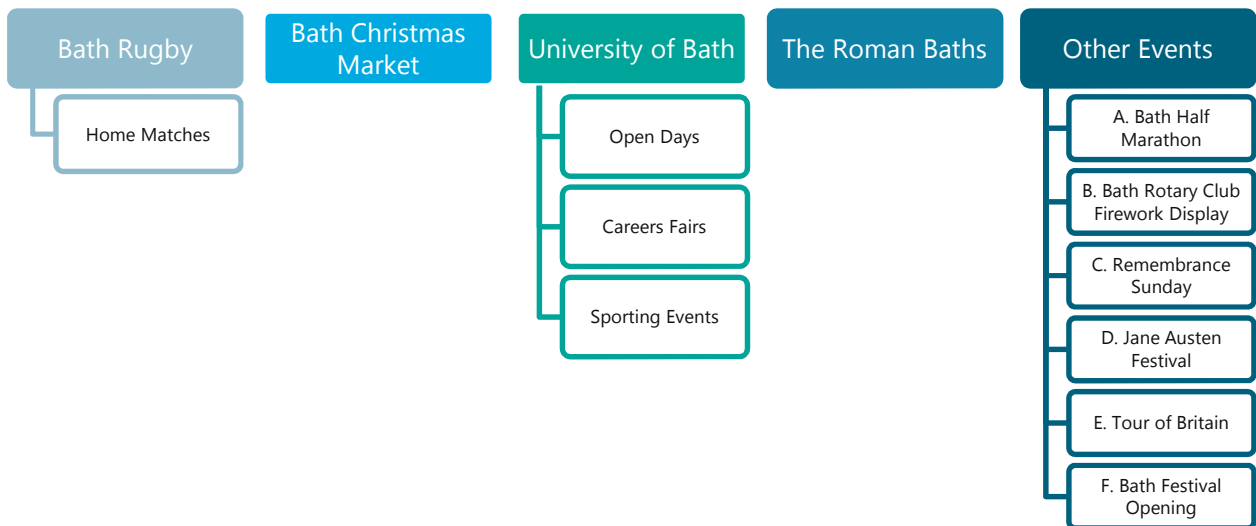 Bath Rugby
Home Matches
Bath Christmas
Market
University of Bath
Open Days
Careers Fairs
Sporting Events
The Roman Baths
Other Events
A. Bath Half
Marathon
B. Bath Rotary Club
Firework Display
C. Remembrance
Sunday
D. Jane Austen
Festival
E. Tour of Britain
F. Bath Festival
Opening